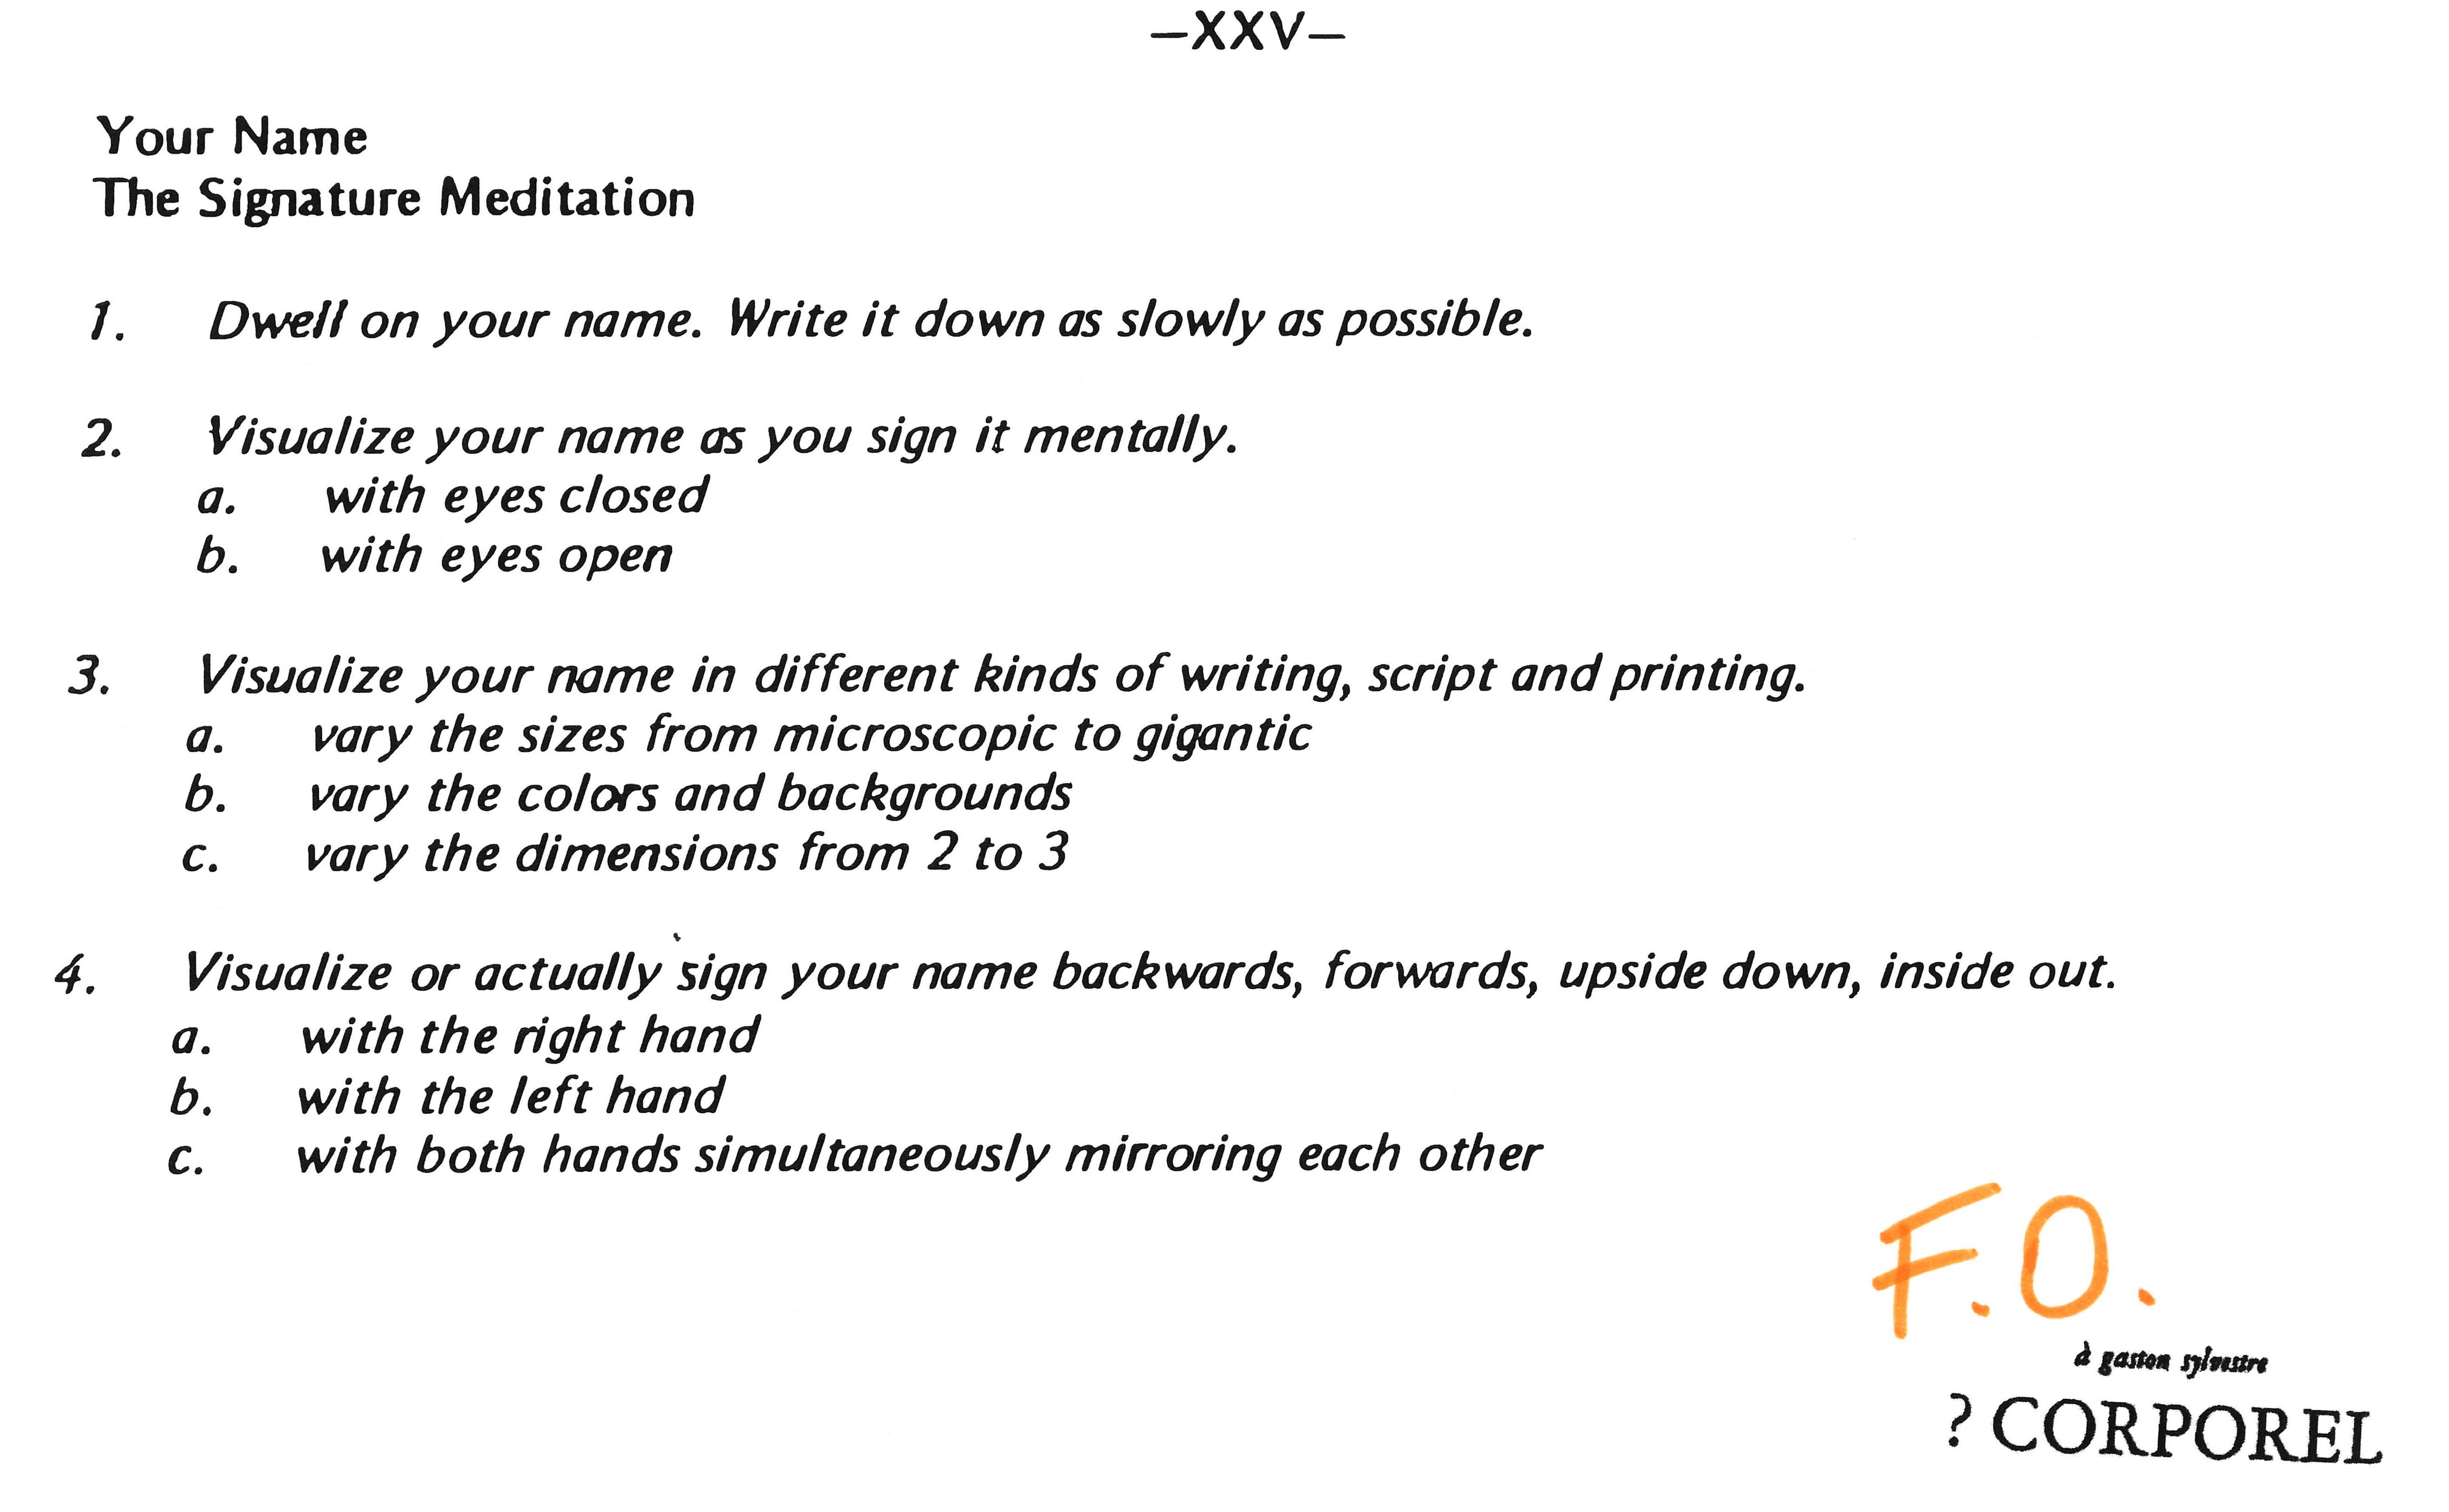 —XXV—
Your Name
The Signature Meditation
1. Dwell on your name. Write it down as slowly as possible.
2. Visualize your name as you sign it mentally.
a. with eyes closed
b. with eyes open
3. Visualize your name in different kinds of writing, script and printing.
a. vary the sizes from microscopic to gigantic
b. vary the colors and backgrounds
c. vary the dimensions from 2 to 3
4. Visualize or actually sign your name backwards, forwards, upside down, inside out.
a. with the right hand
b. with the left hand
c. with both hands simultaneously mirroring each other
F.O.
à gaston sylvestre
? CORPOREL